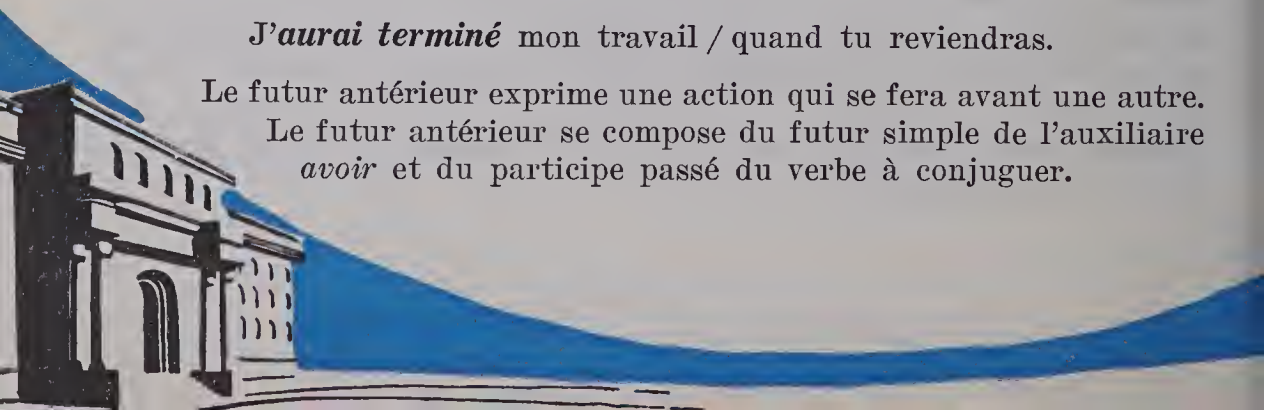 J'aurai terminé mon travail / quand tu reviendras.
Le futur antérieur exprime une action qui se fera avant une autre.
Le futur antérieur se compose du futur simple de l'auxiliaire
avoir et du participe passé du verbe à conjuguer.